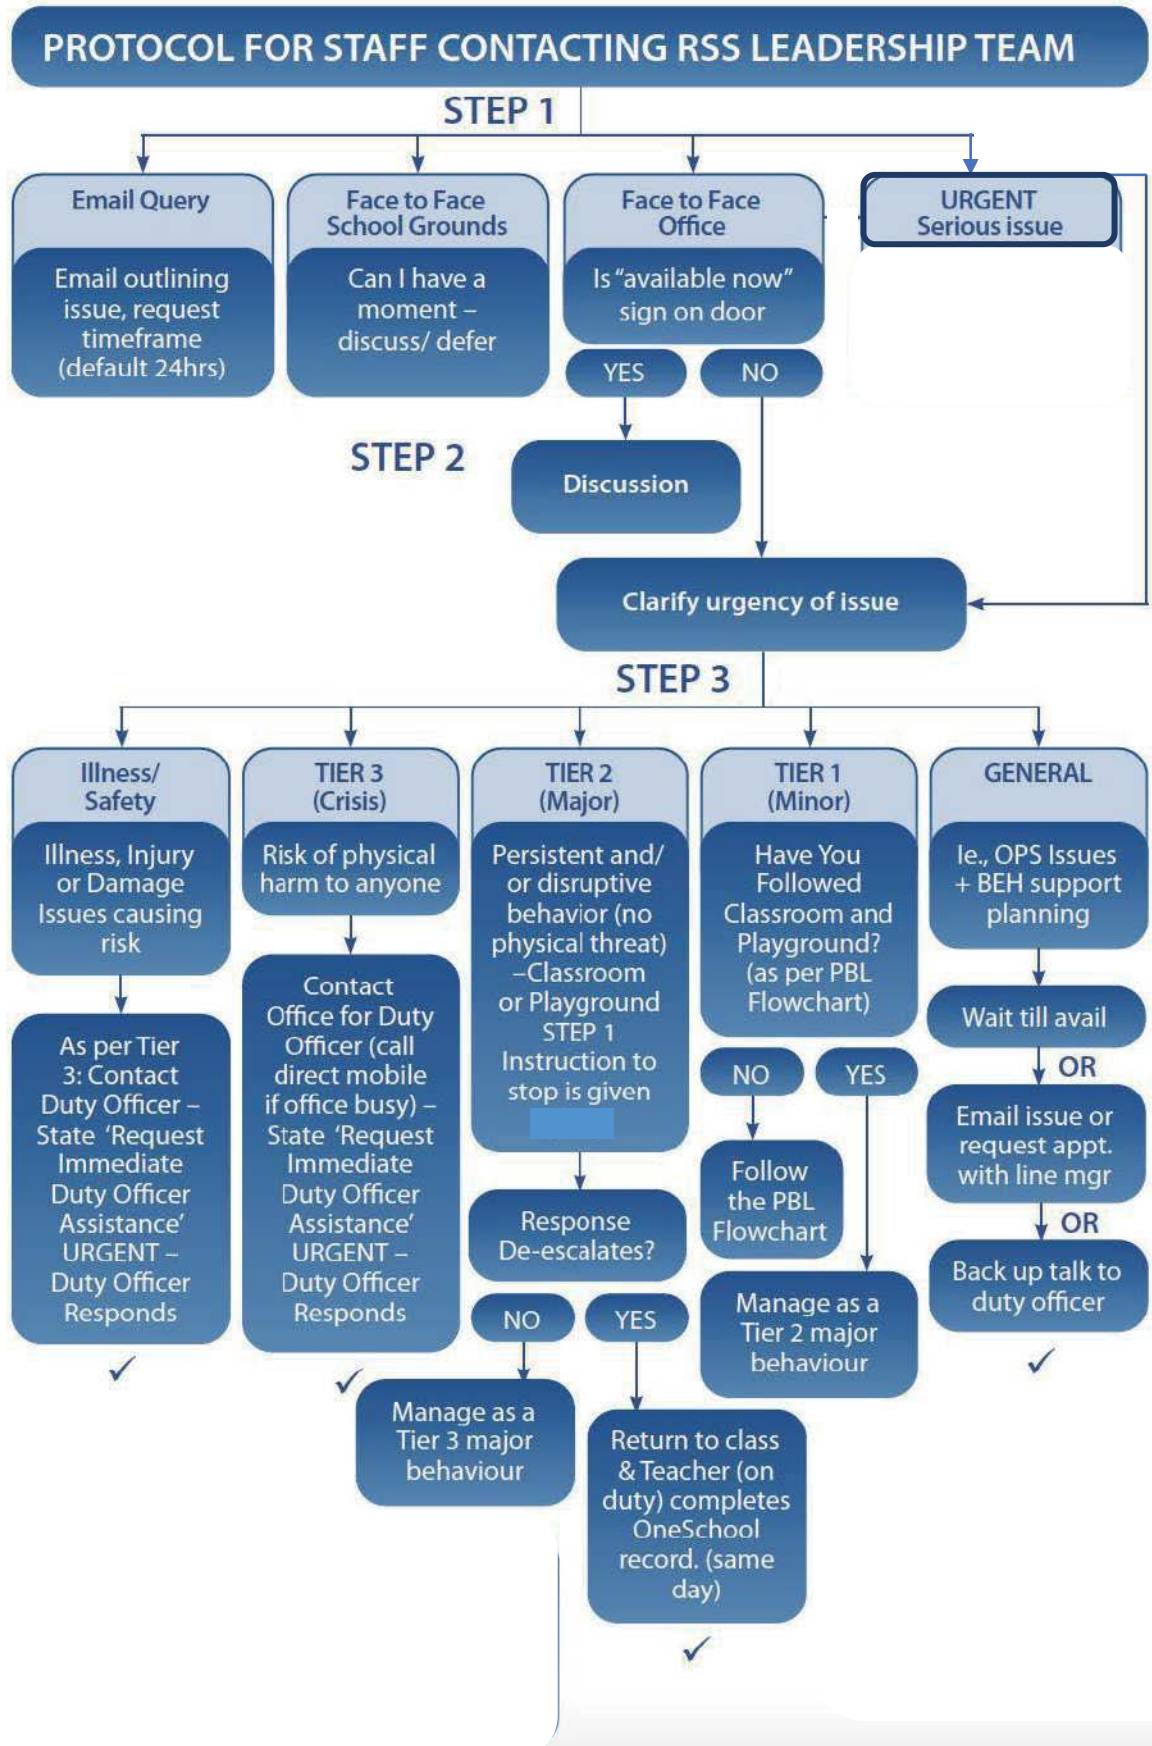 PROTOCOL FOR STAFF CONTACTING RSS LEADERSHIP TEAM
STEP 1
Email Query
Email outlining
issue, request
timeframe
(default 24hrs)
Face to Face
School Grounds
Can I have a
moment –
discuss/ defer
Face to Face
Office
Is “available now”
sign on door
YES
NO
URGENT
Serious issue
STEP 2
Discussion
Clarify urgency of issue
STEP 3
Illness/
Safety
Illness, Injury
or Damage
Issues causing
risk
As per Tier
3: Contact
Duty Officer –
State ‘Request
Immediate
Duty Officer
Assistance’
URGENT –
Duty Officer
Responds
✓
TIER 3
(Crisis)
Risk of physical
harm to anyone
Contact
Office for Duty
Officer (call
direct mobile
if office busy) –
State ‘Request
Immediate
Duty Officer
Assistance’
URGENT –
Duty Officer
Responds
✓
TIER 2
(Major)
Persistent and/
or disruptive
behavior (no
physical threat)
–Classroom
or Playground
STEP 1
Instruction to
stop is given
Response
De-escalates?
NO
YES
Manage as a
Tier 3 major
behaviour
Return to class
& Teacher (on
duty) completes
OneSchool
record. (same
day)
✓
TIER 1
(Minor)
Have You
Followed
Classroom and
Playground?
(as per PBL
Flowchart)
NO
YES
Follow
the PBL
Flowchart
Manage as a
Tier 2 major
behaviour
GENERAL
Ie., OPS Issues
+ BEH support
planning
Wait till avail
OR
Email issue or
request appt.
with line mgr
OR
Back up talk to
duty officer
✓